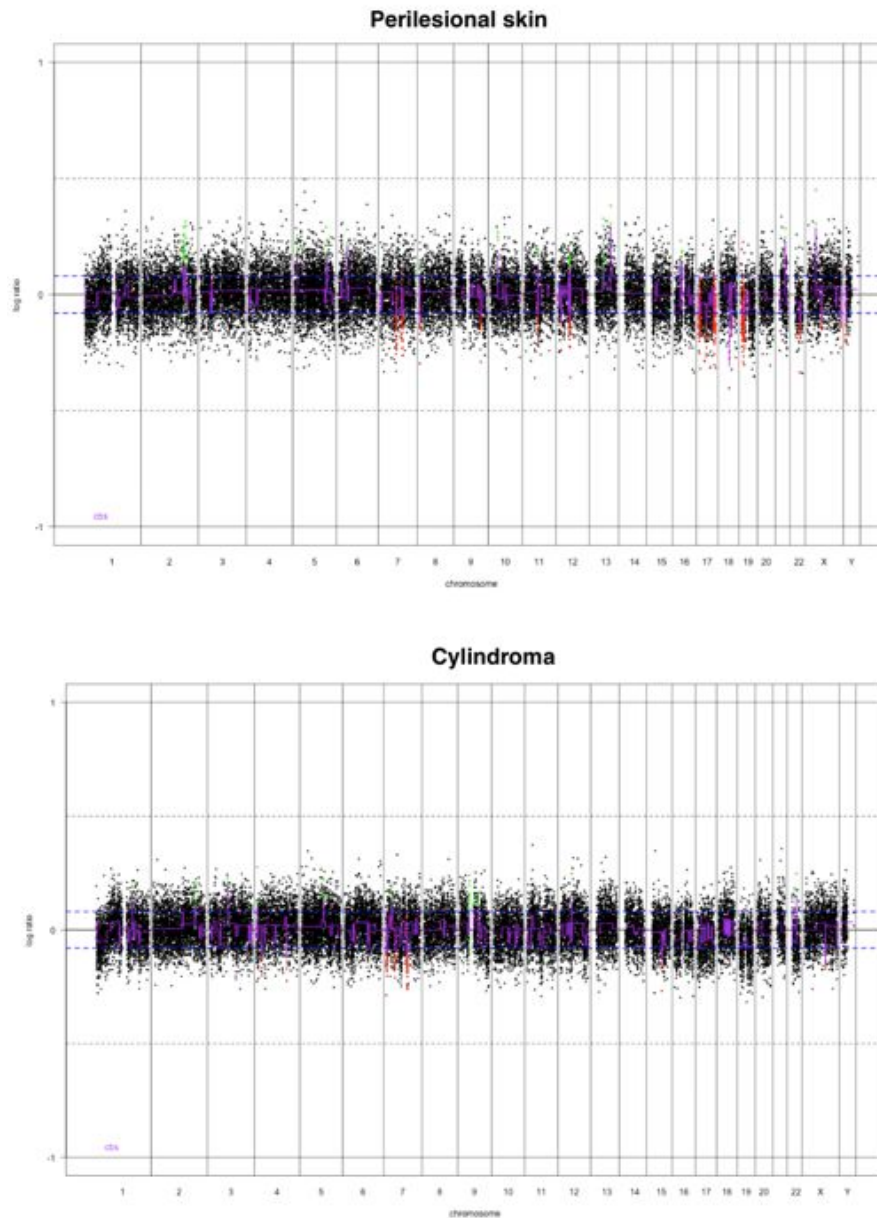 Perilesional skin
1
log ratio
0
-1
cbs
1 2 3 4 5 6 7 8 9 10 11 12 13 14 15 16 17 18 19 20 22 X Y
chromosome
Cylindroma
1
log ratio
0
-1
cbs
1 2 3 4 5 6 7 8 9 10 11 12 13 14 15 16 17 18 19 20 22 X Y
chromosome